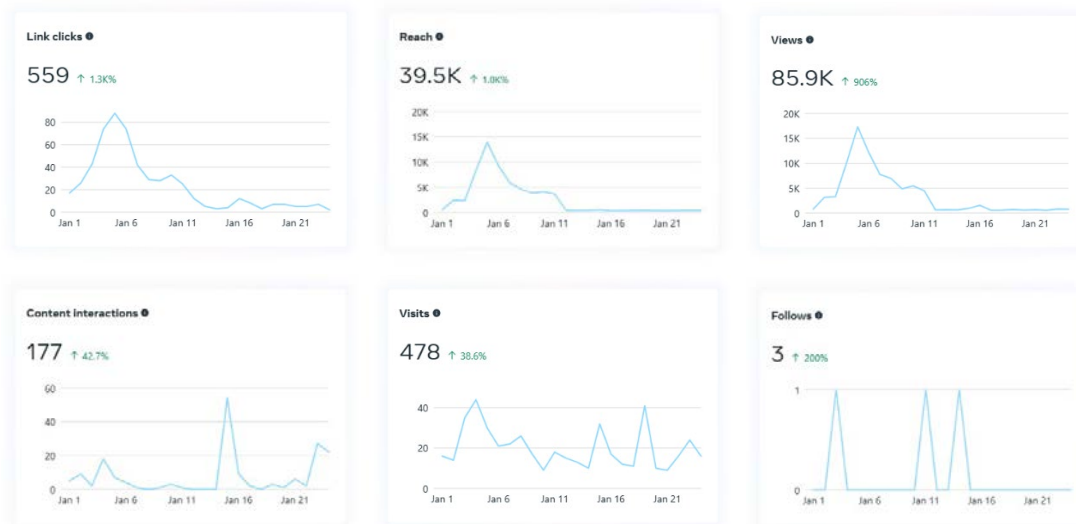 Link clicks
559 ↑ 1.3K%
80
60
40
20
0
Jan 1 Jan 6 Jan 11 Jan 16 Jan 21
Reach
39.5K ↑ 1.0K%
20K
15K
10K
5K
0
Jan 1 Jan 6 Jan 11 Jan 16 Jan 21
Views
85.9K ↑ 906%
20K
15K
10K
5K
0
Jan 1 Jan 6 Jan 11 Jan 16 Jan 21
Content interactions
177 ↑ 42.7%
60
40
20
0
Jan 1 Jan 6 Jan 11 Jan 16 Jan 21
Visits
478 ↑ 38.6%
40
20
0
Jan 1 Jan 6 Jan 11 Jan 16 Jan 21
Follows
3 ↑ 200%
1
0
Jan 1 Jan 6 Jan 11 Jan 16 Jan 21